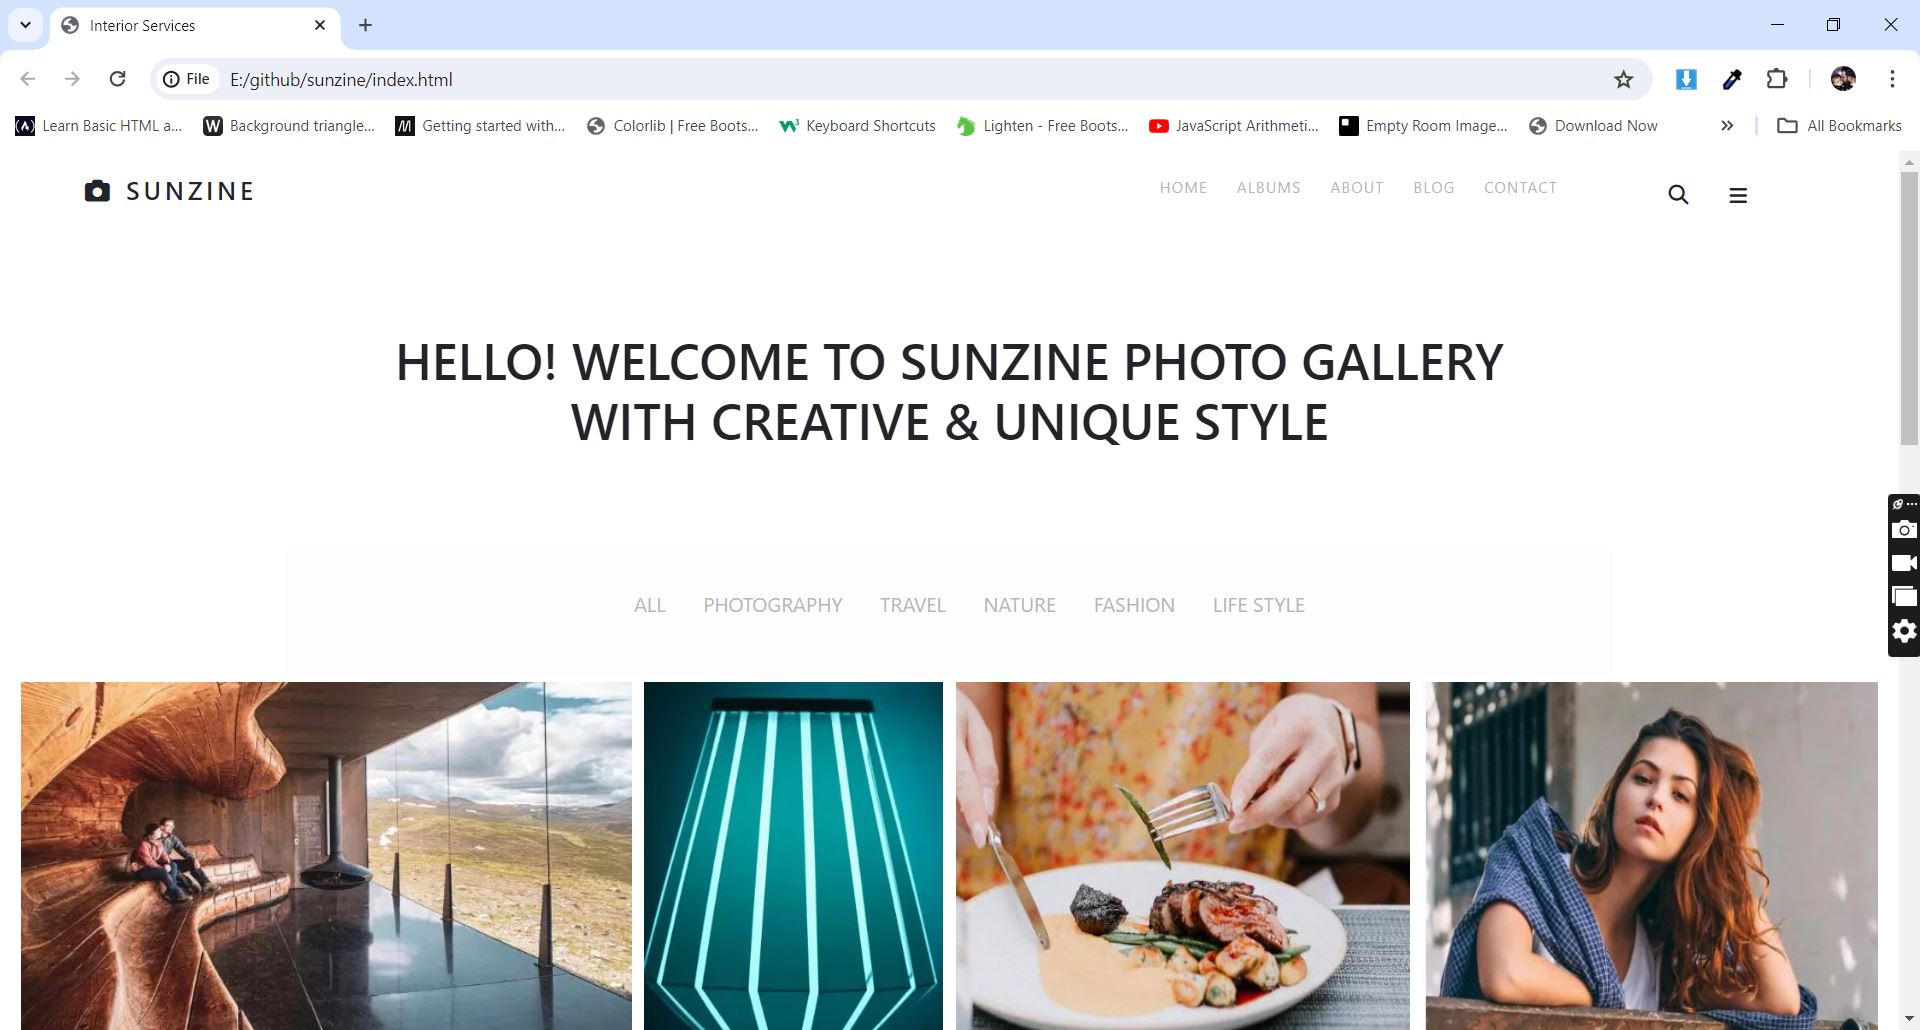 Interior Services
File
E:/github/sunzine/index.html
Learn Basic HTML a...
Background triangle...
Getting started with...
Colorlib | Free Boots...
Keyboard Shortcuts
Lighten - Free Boots...
JavaScript Arithmeti...
Empty Room Image...
Download Now
All Bookmarks
SUNZINE
HOME ALBUMS ABOUT BLOG CONTACT
HELLO! WELCOME TO SUNZINE PHOTO GALLERY
WITH CREATIVE & UNIQUE STYLE
ALL PHOTOGRAPHY TRAVEL NATURE FASHION LIFE STYLE